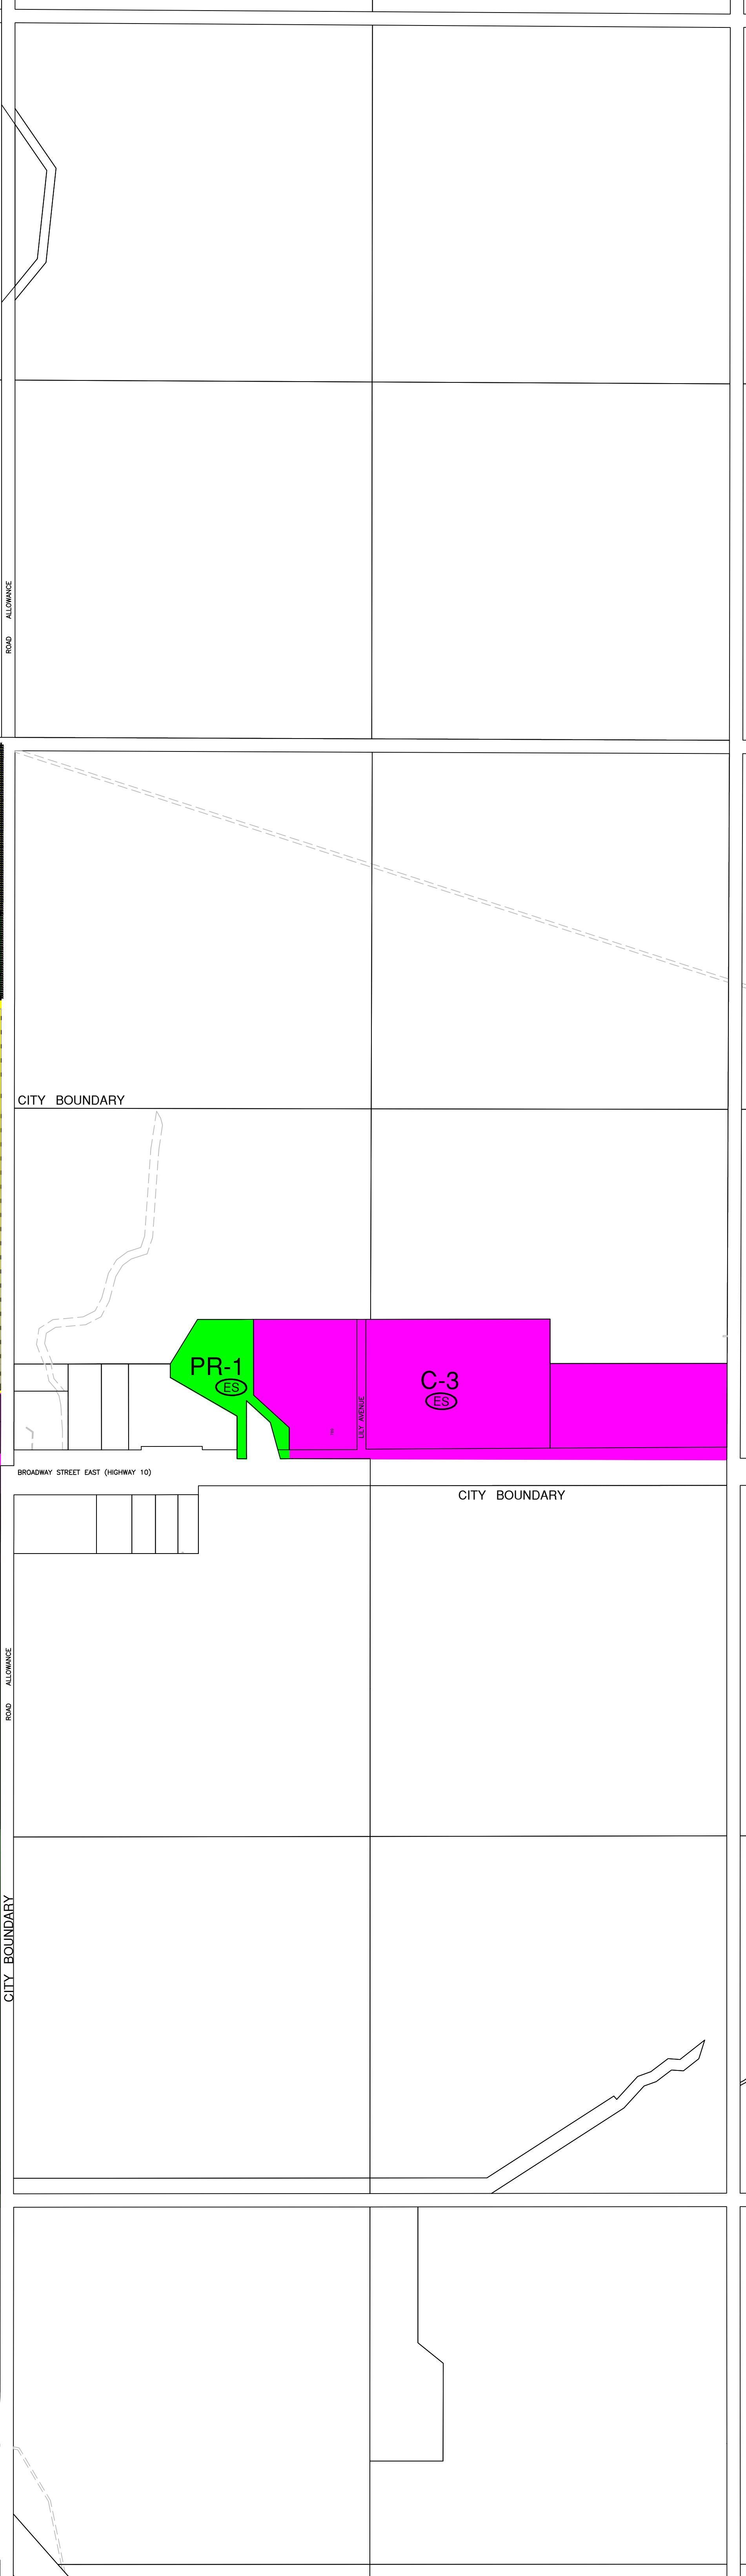 ROAD ALLOWANCE
CITY BOUNDARY
PR-1
ES
C-3
ES
LILY AVENUE
BROADWAY STREET EAST (HIGHWAY 10)
CITY BOUNDARY
ROAD ALLOWANCE
CITY BOUNDARY